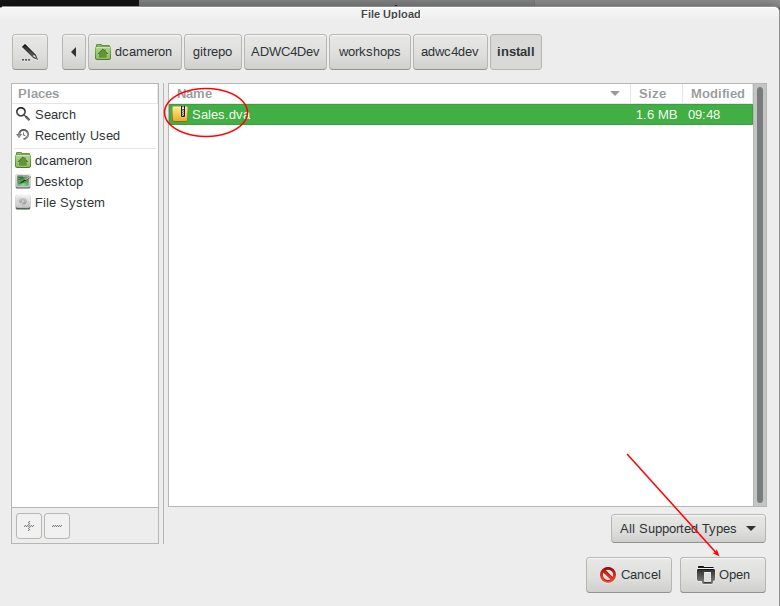 File Upload
dcameron gitrepo ADWC4Dev workshops adwc4dev install
Places
Search
Recently Used
dcameron
Desktop
File System
Name Size Modified
Sales.dva 1.6 MB 09:48
All Supported Types
Cancel Open